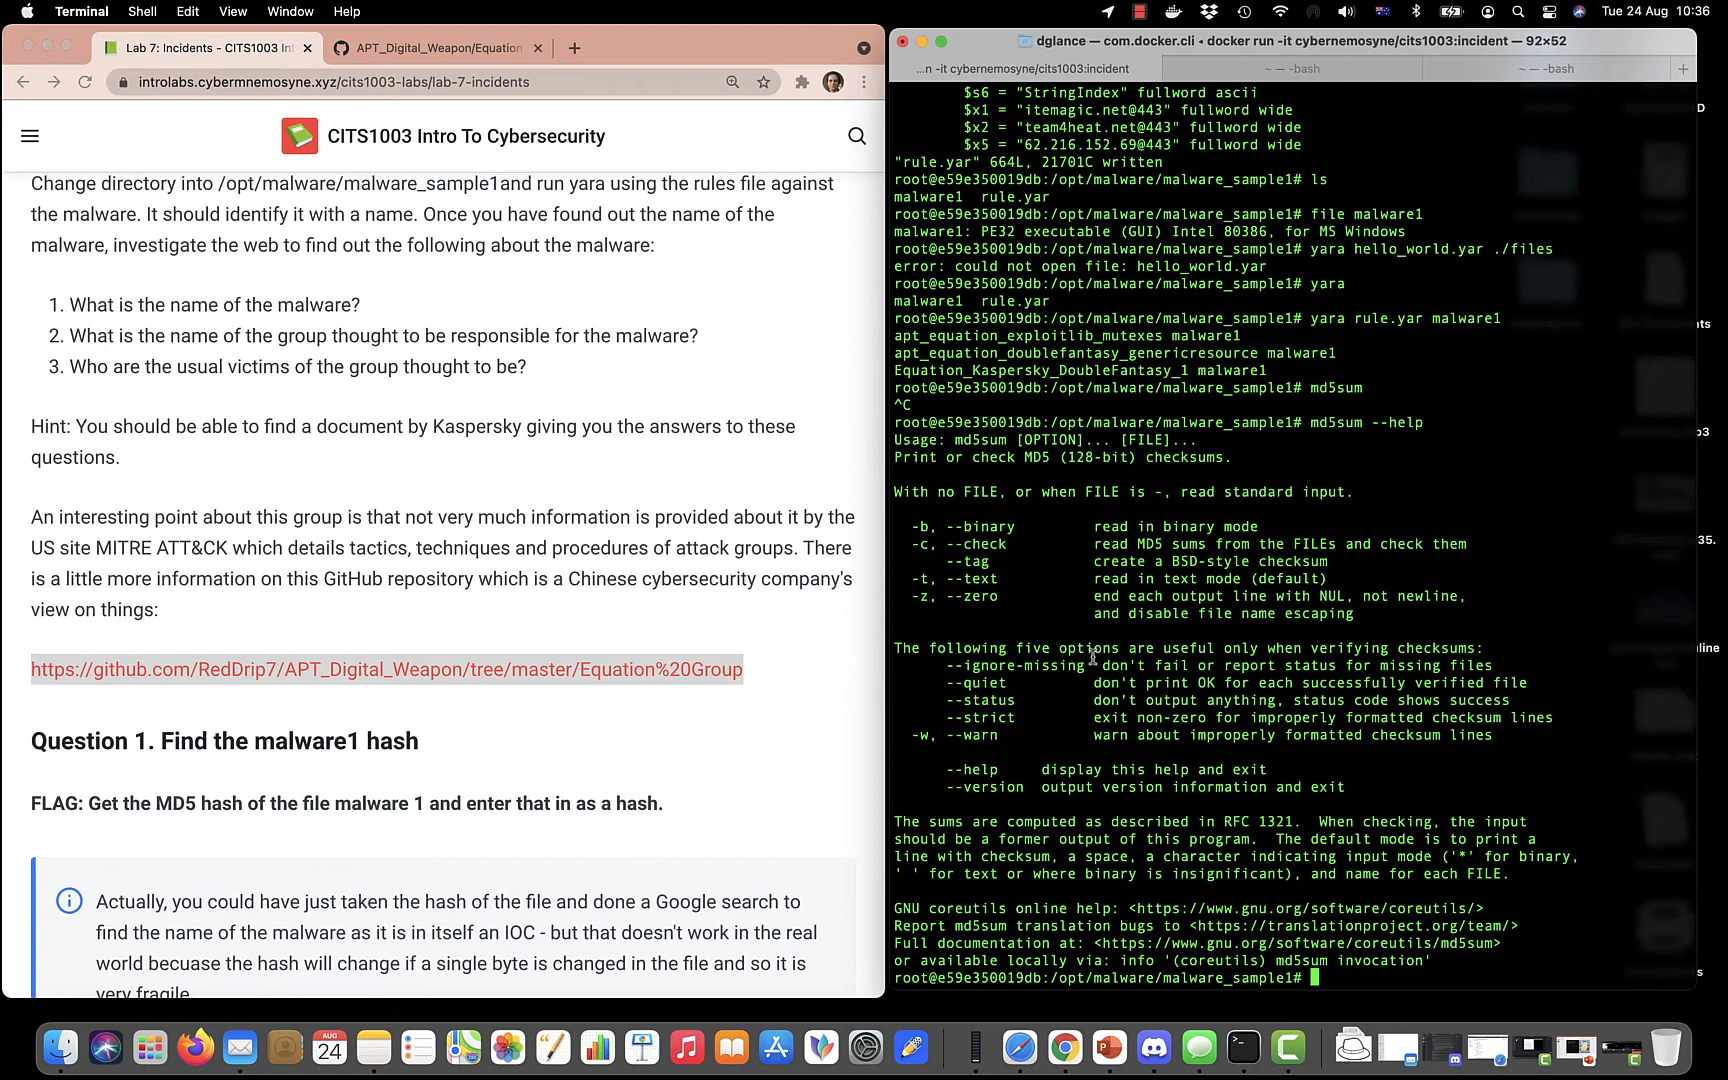 Terminal Shell Edit View Window Help
Tue 24 Aug 10:36
Lab 7: Incidents - CITS1003 Int
APT_Digital_Weapon/Equation
introlabs.cybermnemosyne.xyz/cits1003-labs/lab-7-incidents
CITS1003 Intro To Cybersecurity
Change directory into /opt/malware/malware_sample1and run yara using the rules file against
the malware. It should identify it with a name. Once you have found out the name of the
malware, investigate the web to find out the following about the malware:
1. What is the name of the malware?
2. What is the name of the group thought to be responsible for the malware?
3. Who are the usual victims of the group thought to be?
Hint: You should be able to find a document by Kaspersky giving you the answers to these
questions.
An interesting point about this group is that not very much information is provided about it by the
US site MITRE ATT&CK which details tactics, techniques and procedures of attack groups. There
is a little more information on this GitHub repository which is a Chinese cybersecurity company's
view on things:
https://github.com/RedDrip7/APT_Digital_Weapon/tree/master/Equation%20Group
Question 1. Find the malware1 hash
FLAG: Get the MD5 hash of the file malware 1 and enter that in as a hash.
Actually, you could have just taken the hash of the file and done a Google search to
find the name of the malware as it is in itself an IOC - but that doesn't work in the real
world becuase the hash will change if a single byte is changed in the file and so it is
very fragile
dglance — com.docker.cli ◂ docker run -it cybernemosyne/cits1003:incident — 92×52
...n -it cybernemosyne/cits1003:incident
~ — -bash
~ — -bash
$s6 = "StringIndex" fullword ascii
$x1 = "itemagic.net@443" fullword wide
$x2 = "team4heat.net@443" fullword wide
$x5 = "62.216.152.69@443" fullword wide
"rule.yar" 664L, 21701C written
root@e59e350019db:/opt/malware/malware_sample1# ls
malware1  rule.yar
root@e59e350019db:/opt/malware/malware_sample1# file malware1
malware1: PE32 executable (GUI) Intel 80386, for MS Windows
root@e59e350019db:/opt/malware/malware_sample1# yara hello_world.yar ./files
error: could not open file: hello_world.yar
root@e59e350019db:/opt/malware/malware_sample1# yara
malware1  rule.yar
root@e59e350019db:/opt/malware/malware_sample1# yara rule.yar malware1
apt_equation_exploitlib_mutexes malware1
apt_equation_doublefantasy_genericresource malware1
Equation_Kaspersky_DoubleFantasy_1 malware1
root@e59e350019db:/opt/malware/malware_sample1# md5sum
^C
root@e59e350019db:/opt/malware/malware_sample1# md5sum --help
Usage: md5sum [OPTION]... [FILE]...
Print or check MD5 (128-bit) checksums.
With no FILE, or when FILE is -, read standard input.
-b, --binary         read in binary mode
-c, --check          read MD5 sums from the FILEs and check them
--tag            create a BSD-style checksum
-t, --text           read in text mode (default)
-z, --zero           end each output line with NUL, not newline,
and disable file name escaping
The following five options are useful only when verifying checksums:
--ignore-missing  don't fail or report status for missing files
--quiet          don't print OK for each successfully verified file
--status         don't output anything, status code shows success
--strict         exit non-zero for improperly formatted checksum lines
-w, --warn           warn about improperly formatted checksum lines
--help     display this help and exit
--version  output version information and exit
The sums are computed as described in RFC 1321.  When checking, the input
should be a former output of this program.  The default mode is to print a
line with checksum, a space, a character indicating input mode ('*' for binary,
' ' for text or where binary is insignificant), and name for each FILE.
GNU coreutils online help: <https://www.gnu.org/software/coreutils/>
Report md5sum translation bugs to <https://translationproject.org/team/>
Full documentation at: <https://www.gnu.org/software/coreutils/md5sum>
or available locally via: info '(coreutils) md5sum invocation'
root@e59e350019db:/opt/malware/malware_sample1#
AUG
24